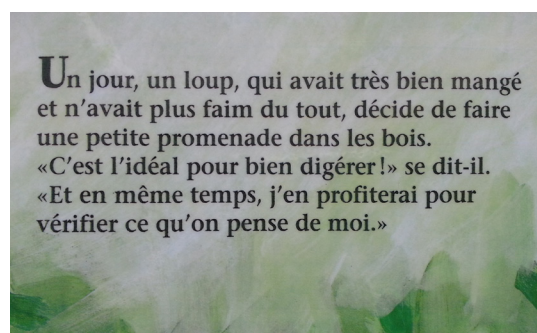 Un jour, un loup, qui avait très bien mangé
et n'avait plus faim du tout, décide de faire
une petite promenade dans les bois.
«C'est l'idéal pour bien digérer!» se dit-il.
«Et en même temps, j'en profiterai pour
vérifier ce qu'on pense de moi.»